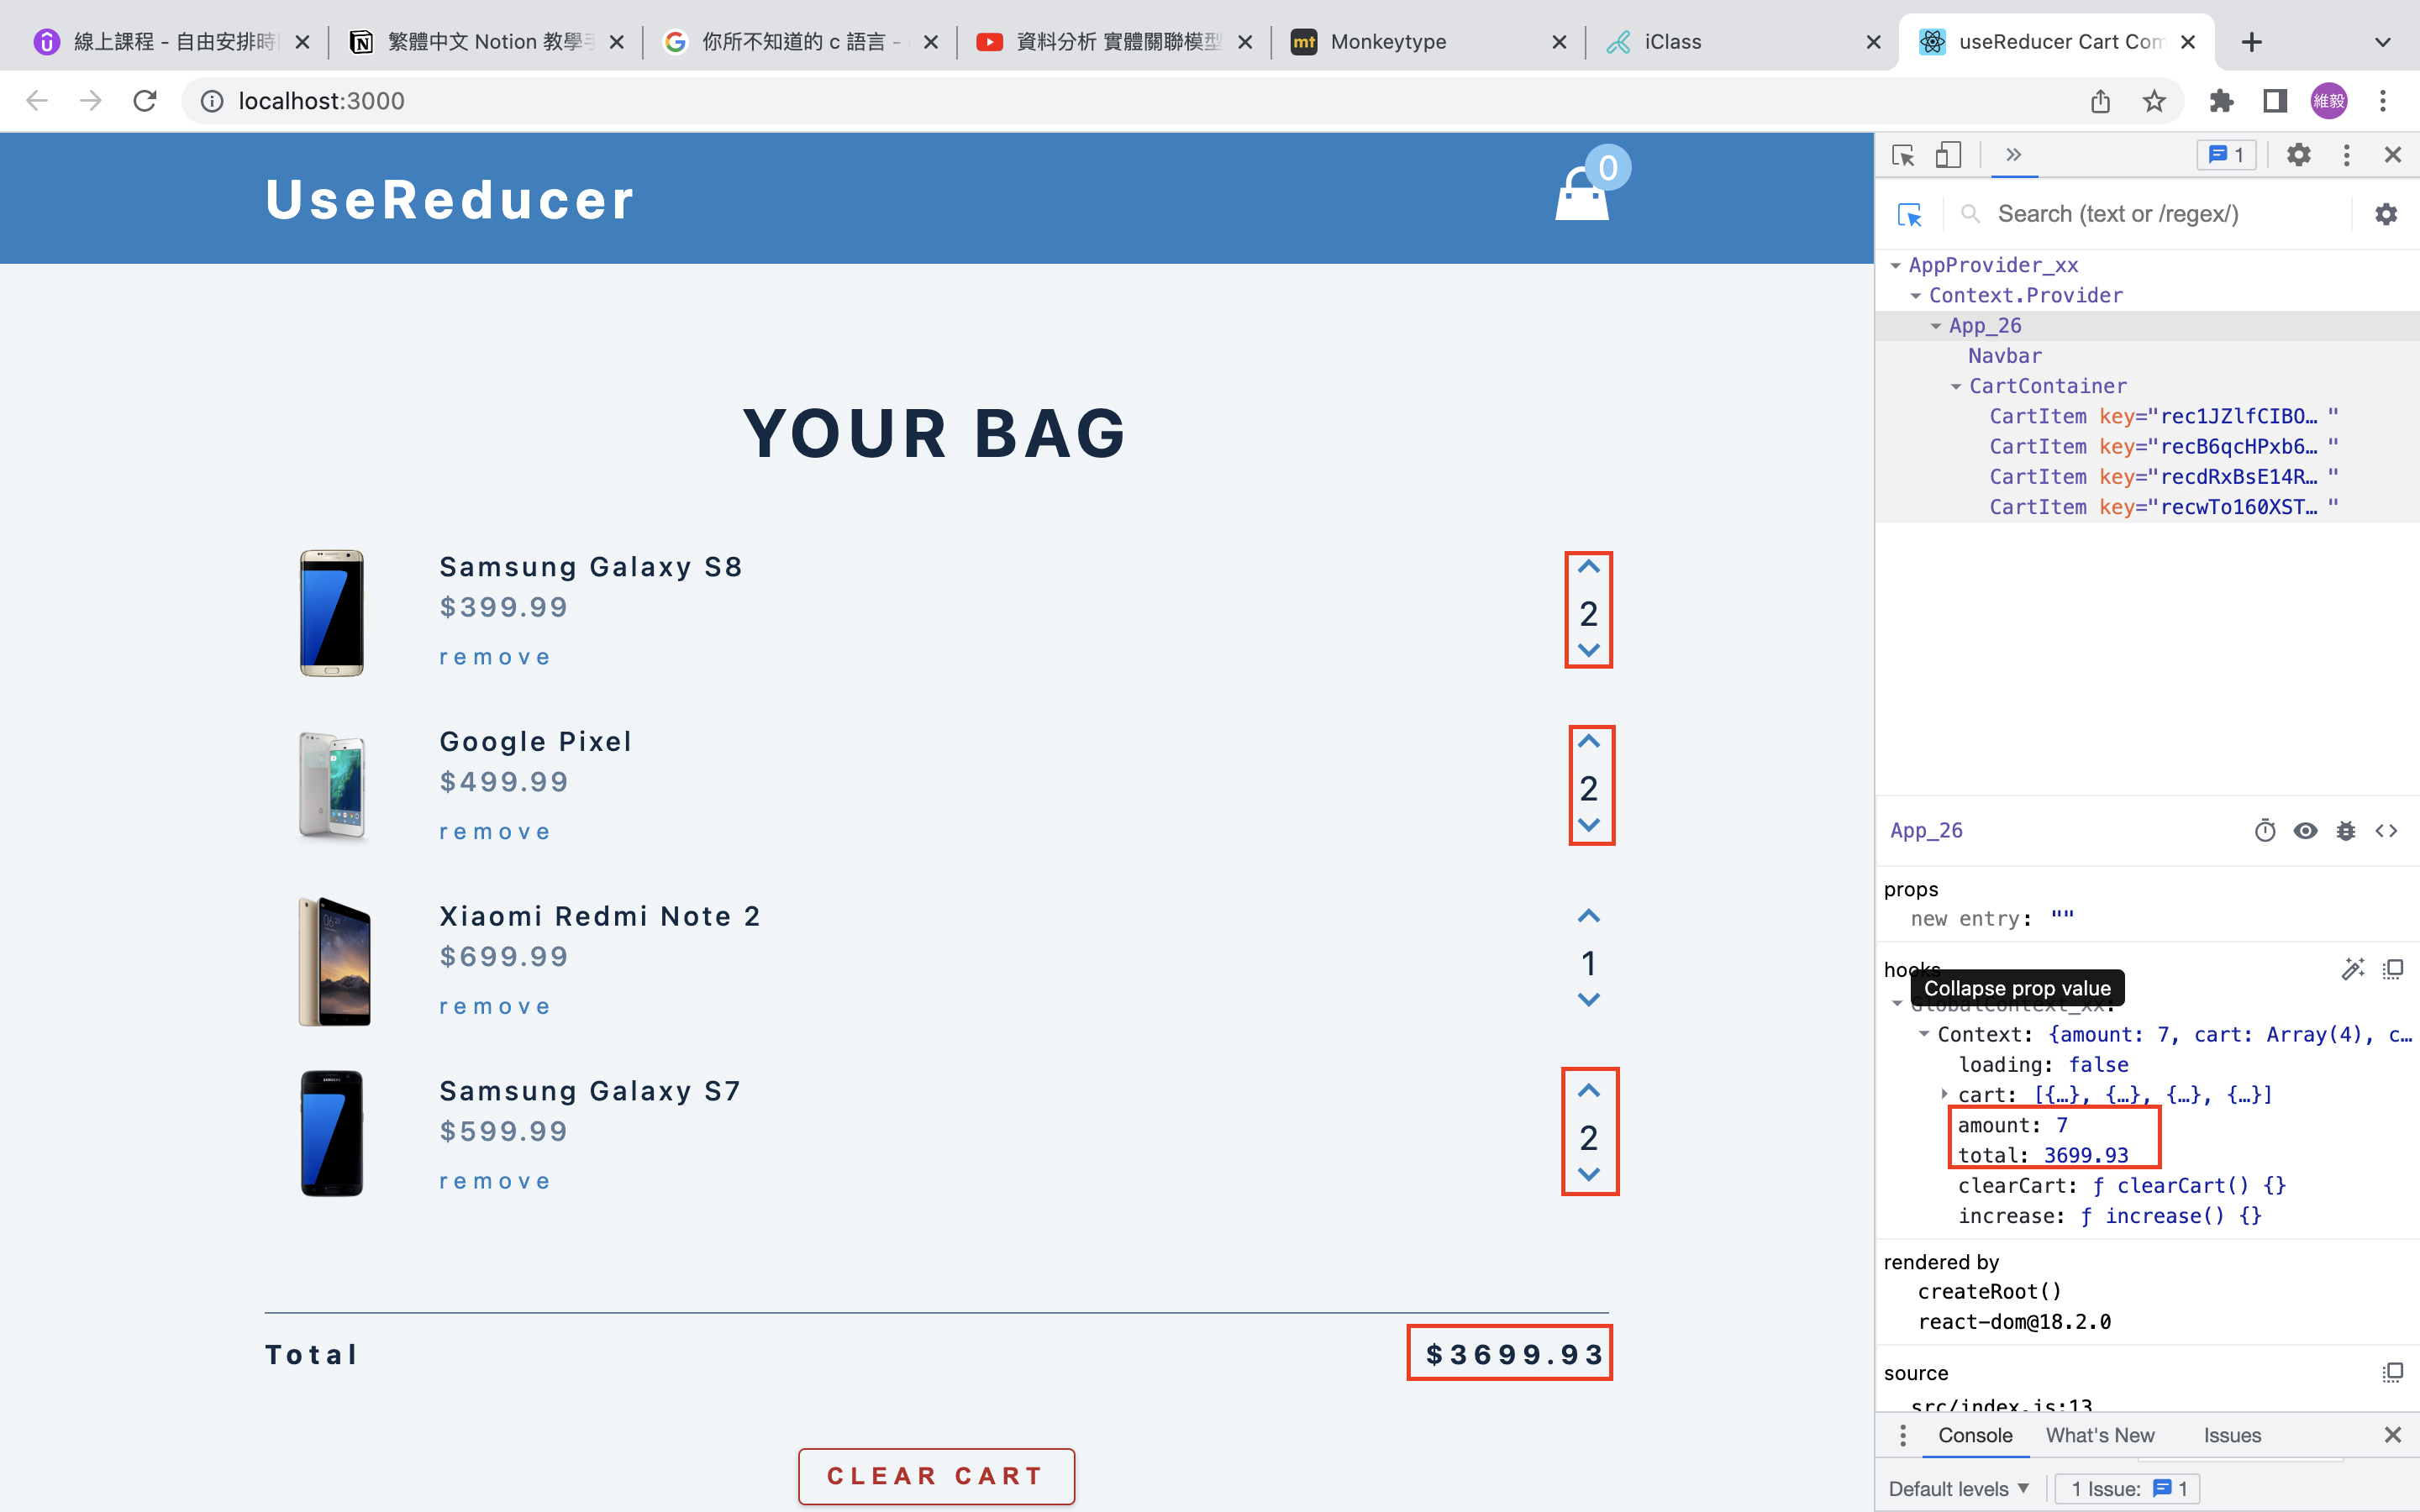 線上課程 - 自由安排時
繁體中文 Notion 教學手
你所不知道的 c 語言 -
資料分析 實體關聯模型
mt Monkeytype
iClass
useReducer Cart Com
localhost:3000
維毅
UseReducer
0
YOUR BAG
Samsung Galaxy S8
$399.99
remove
2
Google Pixel
$499.99
remove
2
Xiaomi Redmi Note 2
$699.99
remove
1
Samsung Galaxy S7
$599.99
remove
2
Total
$3699.93
CLEAR CART
1
Search (text or /regex/)
AppProvider_xx
Context.Provider
App_26
Navbar
CartContainer
CartItem key="rec1JZlfCIBO… "
CartItem key="recB6qcHPxb6… "
CartItem key="recdRxBsE14R… "
CartItem key="recwTo160XST… "
App_26
props
new entry: ""
hooks
Collapse prop value
GlobalContext_xx:
Context: {amount: 7, cart: Array(4), c…
loading: false
cart: [{…}, {…}, {…}, {…}]
amount: 7
total: 3699.93
clearCart: ƒ clearCart() {}
increase: ƒ increase() {}
rendered by
createRoot()
react-dom@18.2.0
source
src/index.js:13
Console What's New Issues
Default levels ▼ 1 Issue: 1